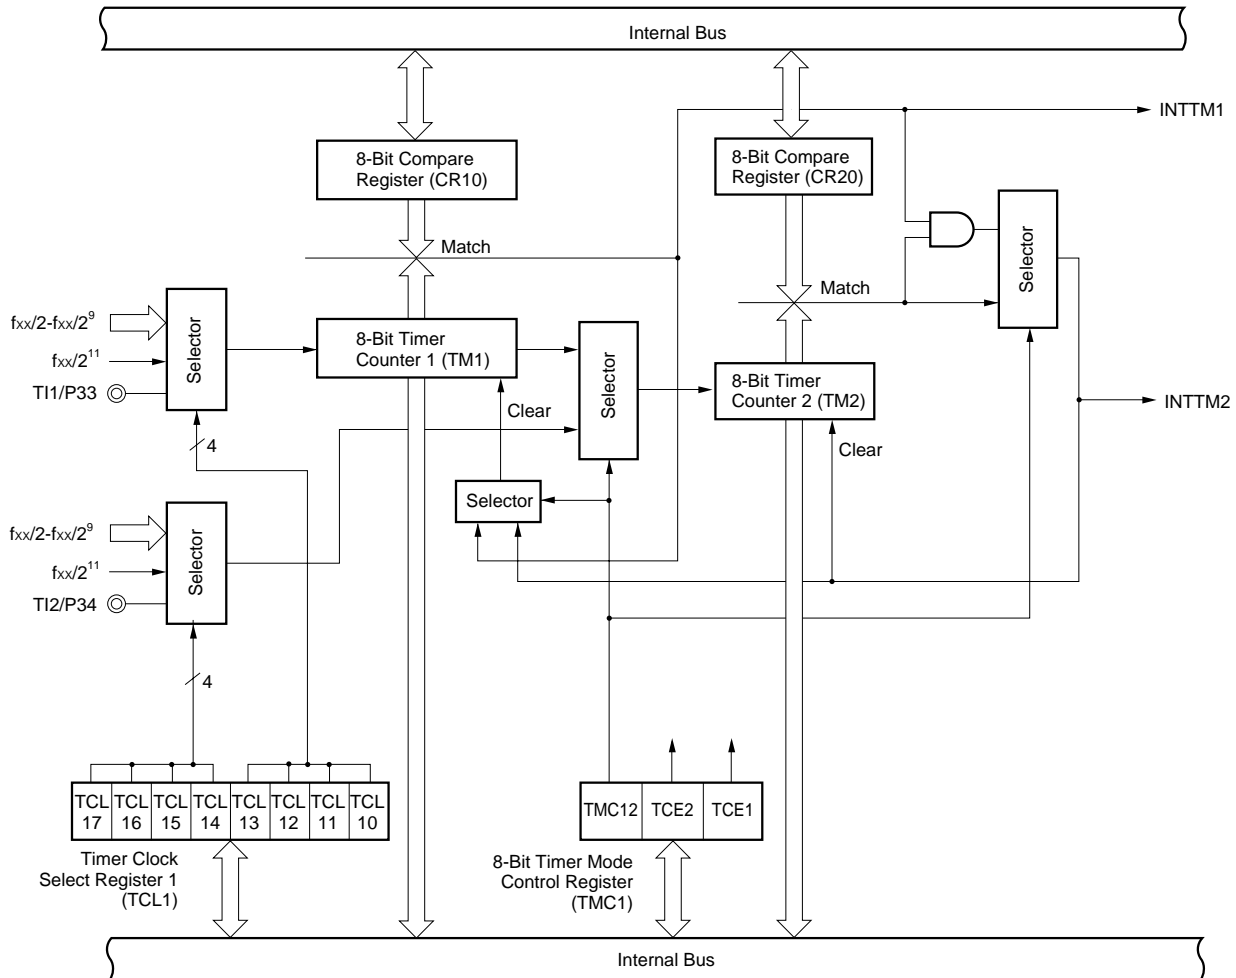 Internal Bus
INTTM1
8-Bit Compare
Register (CR10)
8-Bit Compare
Register (CR20)
Match
Selector
Match
fxx/2-fxx/2⁹
fxx/2¹¹
TI1/P33
Selector
8-Bit Timer
Counter 1 (TM1)
Selector
8-Bit Timer
Counter 2 (TM2)
INTTM2
Clear
4
Clear
Selector
fxx/2-fxx/2⁹
fxx/2¹¹
TI2/P34
Selector
4
TCL
17
TCL
16
TCL
15
TCL
14
TCL
13
TCL
12
TCL
11
TCL
10
TMC12
TCE2
TCE1
Timer Clock
Select Register 1
(TCL1)
8-Bit Timer Mode
Control Register
(TMC1)
Internal Bus